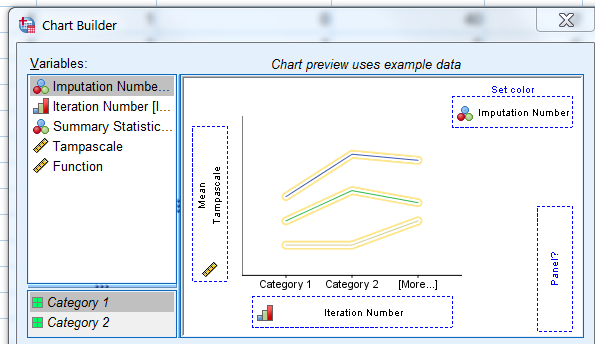 Chart Builder
Variables:
Imputation Numbe...
Iteration Number [I...
Summary Statistic...
Tampascale
Function
Category 1
Category 2
Chart preview uses example data
Set color
Imputation Number
Mean
Tampascale
Category 1 Category 2 [More...]
Iteration Number
Panel?